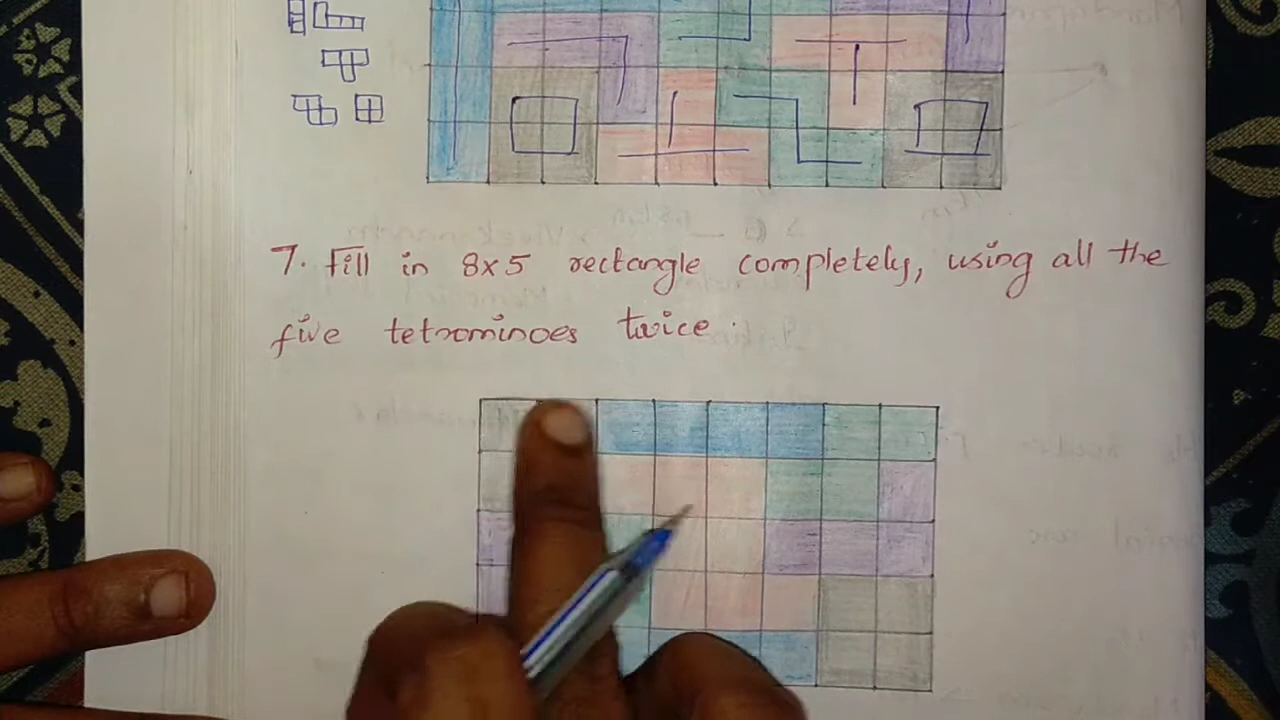 7. Fill in 8x5 rectangle completely, using all the
five tetrominoes twice.